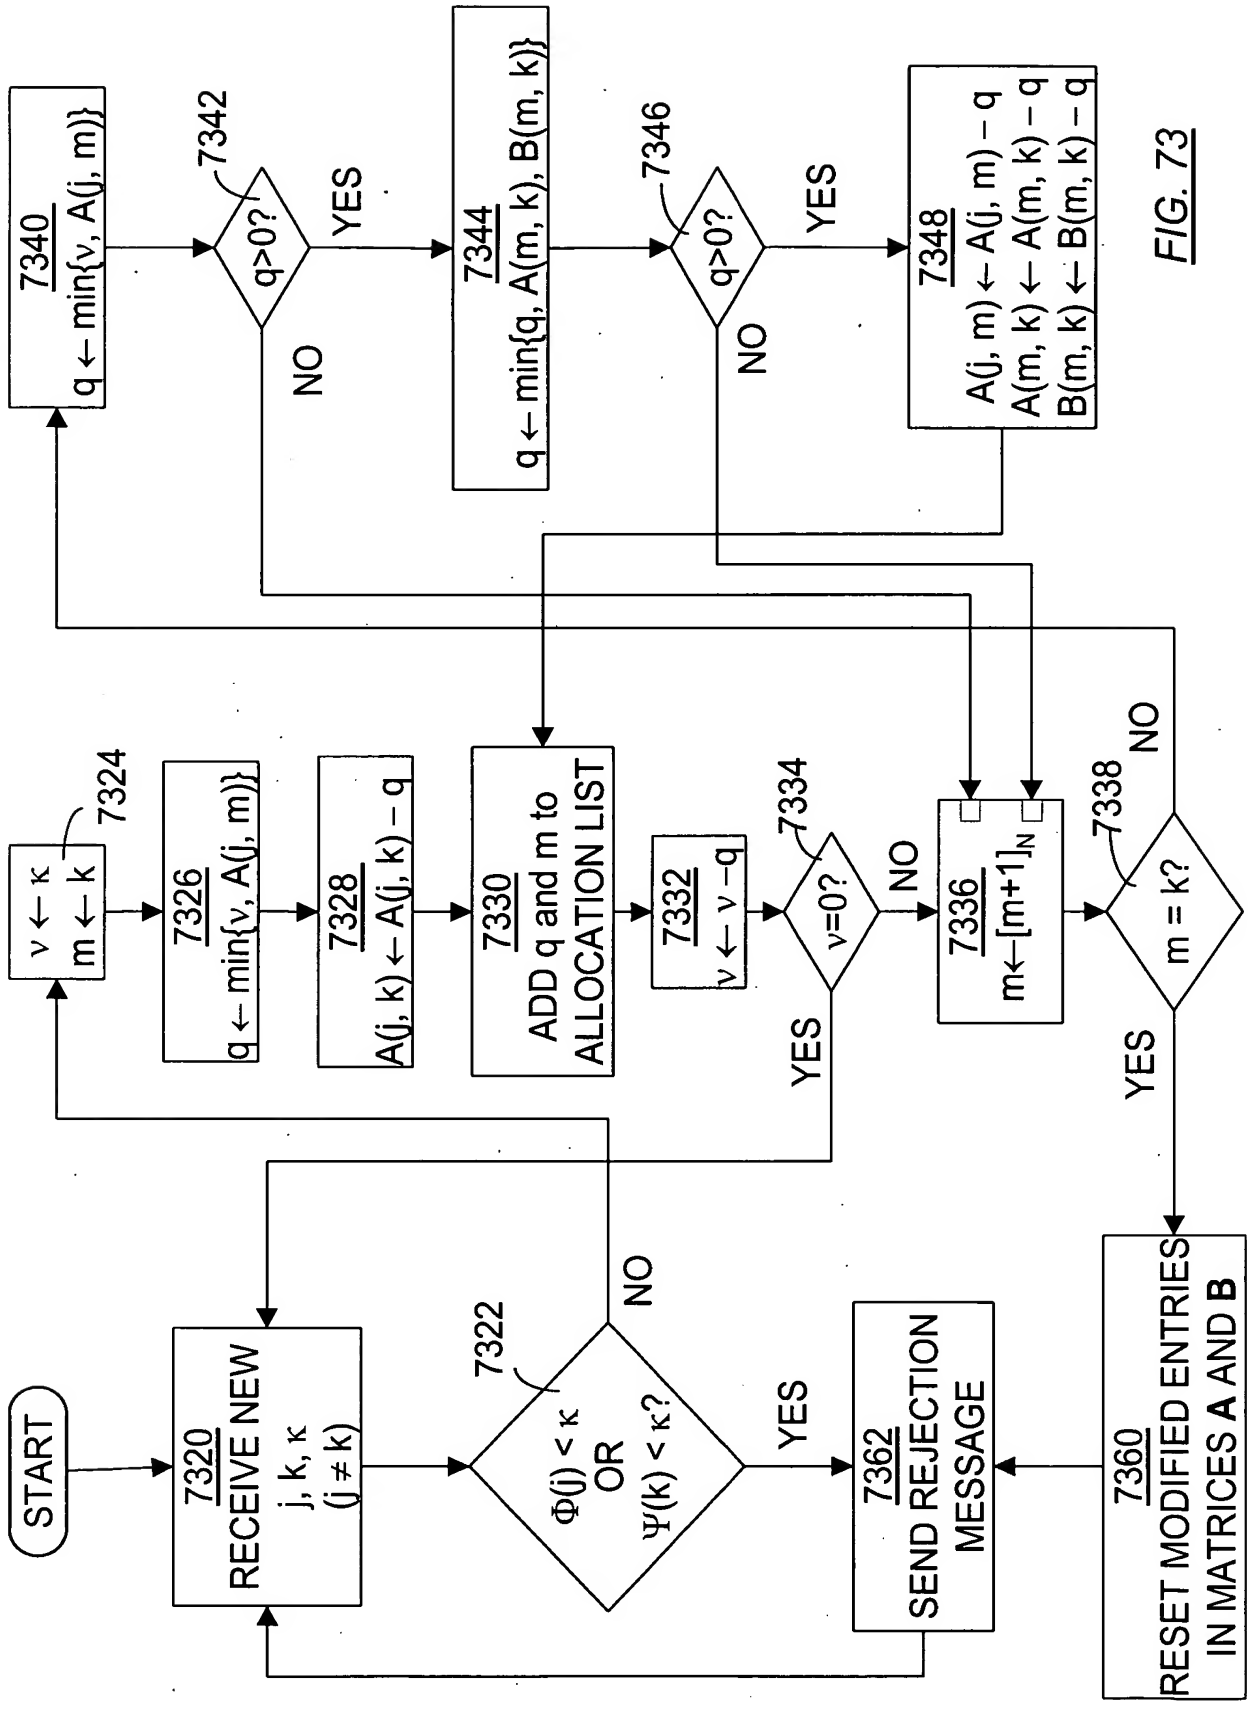 START
7320
RECEIVE NEW
j, k, κ
(j ≠ k)
7322
Φ(j) < κ
OR
Ψ(k) < κ?
NO
YES
7362
SEND REJECTION
MESSAGE
7360
RESET MODIFIED ENTRIES
IN MATRICES A AND B
7324
ν ← κ
m ← k
7326
q ← min{ν, A(j, m)}
7328
A(j, k) ← A(j, k) – q
7330
ADD q and m to
ALLOCATION LIST
7332
ν ← ν –q
7334
ν=0?
YES
NO
7336
m←[m+1]N
7338
m = k?
YES
NO
7340
q ← min{ν, A(j, m)}
7342
q>0?
NO
YES
7344
q ← min{q, A(m, k), B(m, k)}
7346
q>0?
NO
YES
7348
A(j, m) ← A(j, m) – q
A(m, k) ← A(m, k) – q
B(m, k) ← B(m, k) – q
FIG. 73